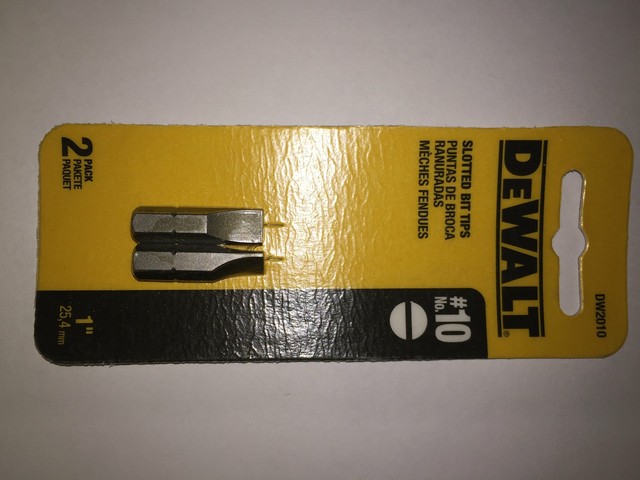 DEWALT®
DW2010
SLOTTED BIT TIPS
PUNTAS DE BROCA
RANURADAS
MÈCHES FENDUES
#10
No.
2 PACK
PAKETE
PAQUET
1"
25,4 mm